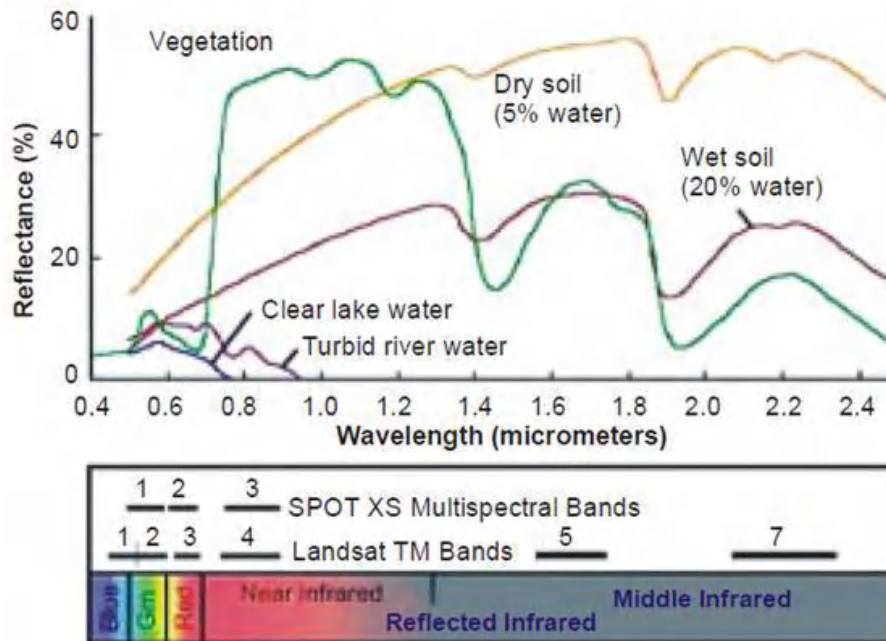 60
Vegetation
Dry soil
(5% water)
40
Wet soil
(20% water)
Reflectance (%)
20
Clear lake water
Turbid river water
0
0.4 0.6 0.8 1.0 1.2 1.4 1.6 1.8 2.0 2.2 2.4
Wavelength (micrometers)
1 2 3 SPOT XS Multispectral Bands
1 2 3 4 Landsat TM Bands 5 7
Blue Grn Red Near Infrared Middle Infrared
Reflected Infrared